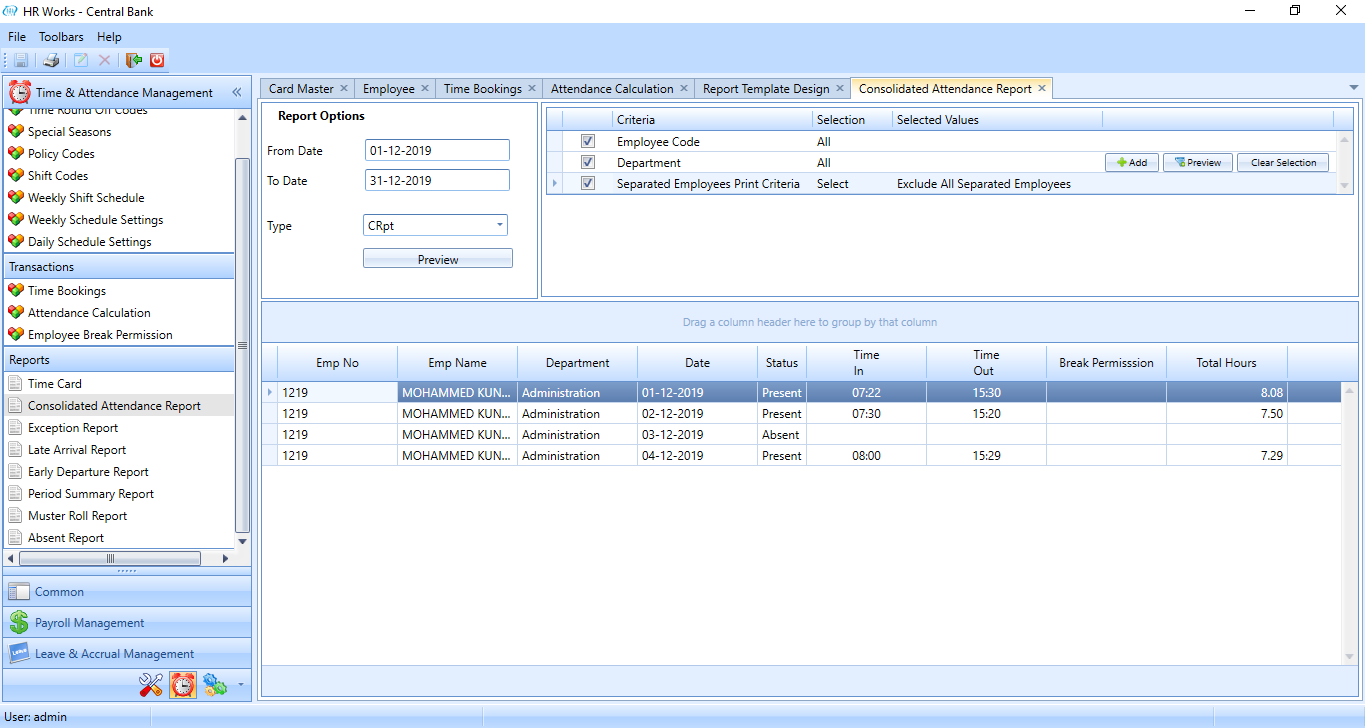 HR Works - Central Bank
File Toolbars Help
Time & Attendance Management
Time Round Off Codes
Special Seasons
Policy Codes
Shift Codes
Weekly Shift Schedule
Weekly Schedule Settings
Daily Schedule Settings
Transactions
Time Bookings
Attendance Calculation
Employee Break Permission
Reports
Time Card
Consolidated Attendance Report
Exception Report
Late Arrival Report
Early Departure Report
Period Summary Report
Muster Roll Report
Absent Report
Common
Payroll Management
Leave & Accrual Management
Card Master Employee Time Bookings Attendance Calculation Report Template Design Consolidated Attendance Report
Report Options
From Date 01-12-2019
To Date 31-12-2019
Type CRpt
Preview
Criteria Selection Selected Values
Employee Code All
Department All Add Preview Clear Selection
Separated Employees Print Criteria Select Exclude All Separated Employees
Drag a column header here to group by that column
Emp No Emp Name Department Date Status Time In Time Out Break Permisssion Total Hours
1219 MOHAMMED KUN... Administration 01-12-2019 Present 07:22 15:30 8.08
1219 MOHAMMED KUN... Administration 02-12-2019 Present 07:30 15:20 7.50
1219 MOHAMMED KUN... Administration 03-12-2019 Absent
1219 MOHAMMED KUN... Administration 04-12-2019 Present 08:00 15:29 7.29
User: admin